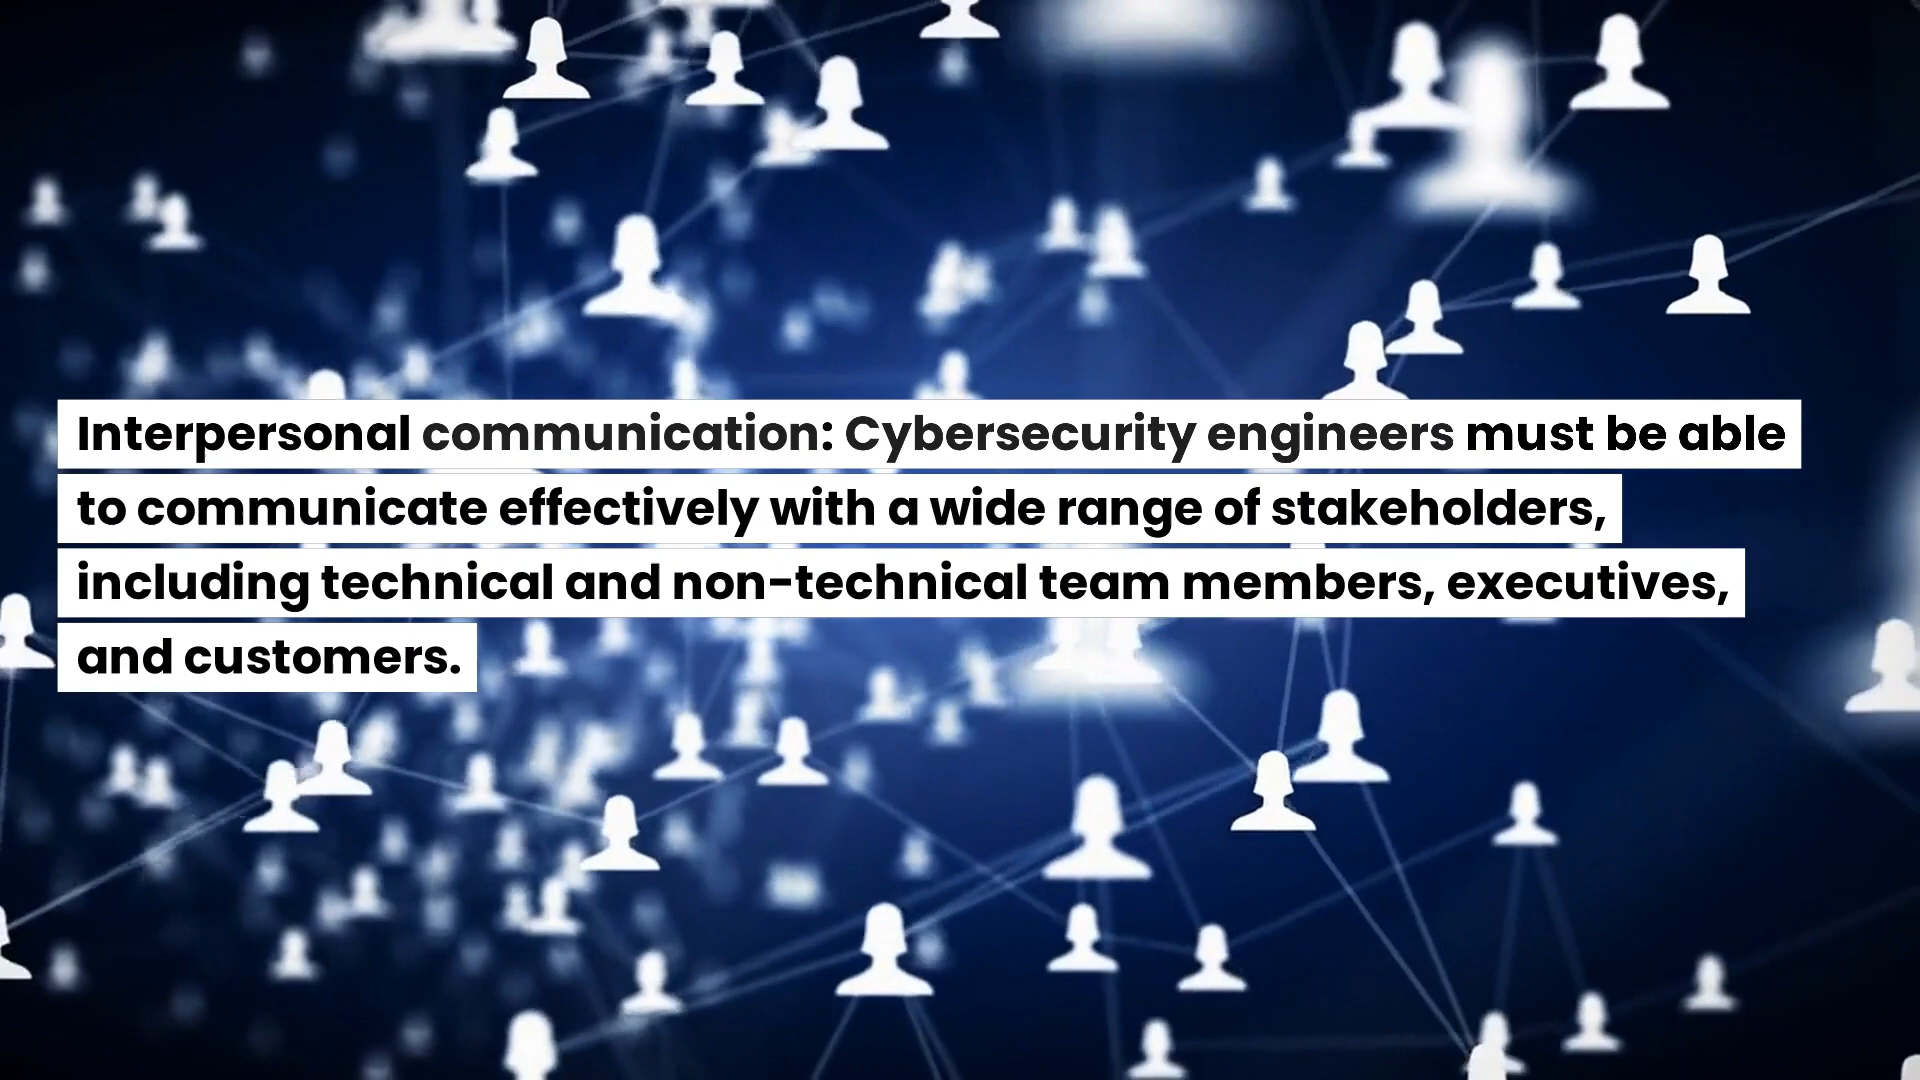 Interpersonal communication: Cybersecurity engineers must be able
to communicate effectively with a wide range of stakeholders,
including technical and non-technical team members, executives,
and customers.